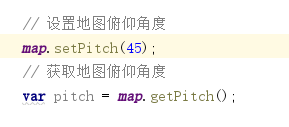 // 设置地图俯仰角度
map.setPitch(45);
// 获取地图俯仰角度
var pitch = map.getPitch();